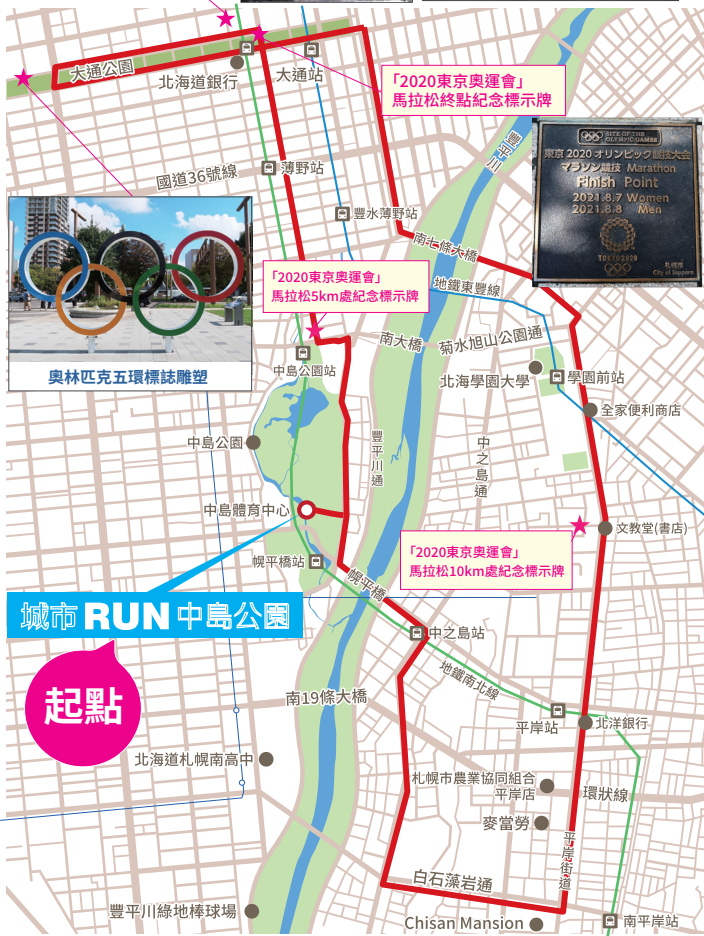 大通公園
北海道銀行
大通站
「2020東京奧運會」
馬拉松終點紀念標示牌
豐平川
SITE OF THE
OLYMPIC GAMES
東京 2020 オリンピック競技大会
マラソン競技 Marathon
Finish Point
2021.8.7 Women
2021.8.8 Men
TOKYO 2020
札幌市
City of Sapporo
國道36號線
薄野站
豐水薄野站
南七條大橋
「2020東京奧運會」
馬拉松5km處紀念標示牌
地鐵東豐線
奧林匹克五環標誌雕塑
南大橋
菊水旭山公園通
中島公園站
北海學園大學
學園前站
全家便利商店
中島公園
豐平川通
中之島通
中島體育中心
文教堂(書店)
「2020東京奧運會」
馬拉松10km處紀念標示牌
幌平橋站
幌平橋
城市 RUN 中島公園
中之島站
起點
地鐵南北線
南19條大橋
平岸站
北洋銀行
北海道札幌南高中
札幌市農業協同組合
平岸店
環狀線
麥當勞
平岸街道
白石藻岩通
豐平川綠地棒球場
Chisan Mansion
南平岸站